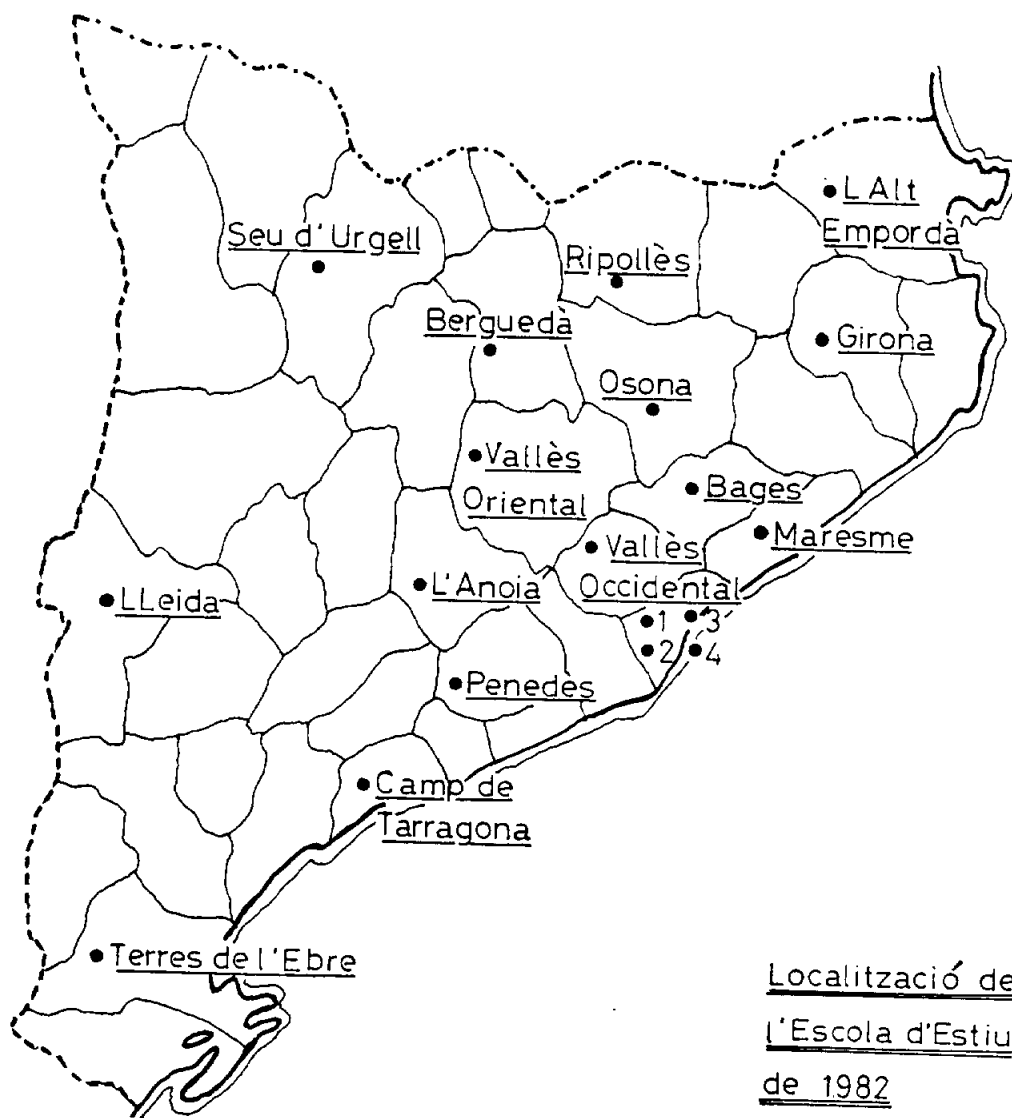 L Alt
Empordà
Seu d'Urgell
Ripollès
Berguedà
Girona
Osona
Vallès
Oriental
Bages
Maresme
Vallès
Occidental
L'Anoia
LLeida
1
3
2
4
Penedès
Camp de
Tarragona
Terres de l'Ebre
Localització de
l'Escola d'Estiu
de 1982